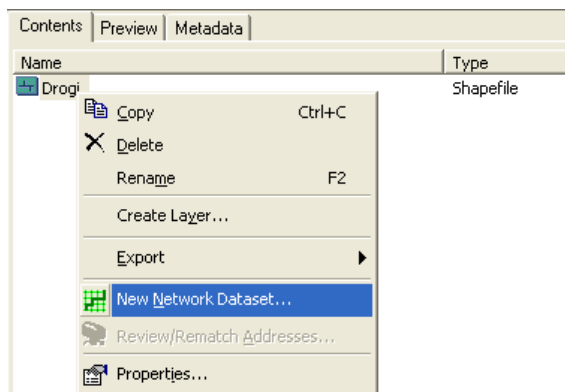 Contents Preview Metadata
Name Type
Drogi Shapefile
Copy Ctrl+C
Delete
Rename F2
Create Layer...
Export
New Network Dataset...
Review/Rematch Addresses...
Properties...